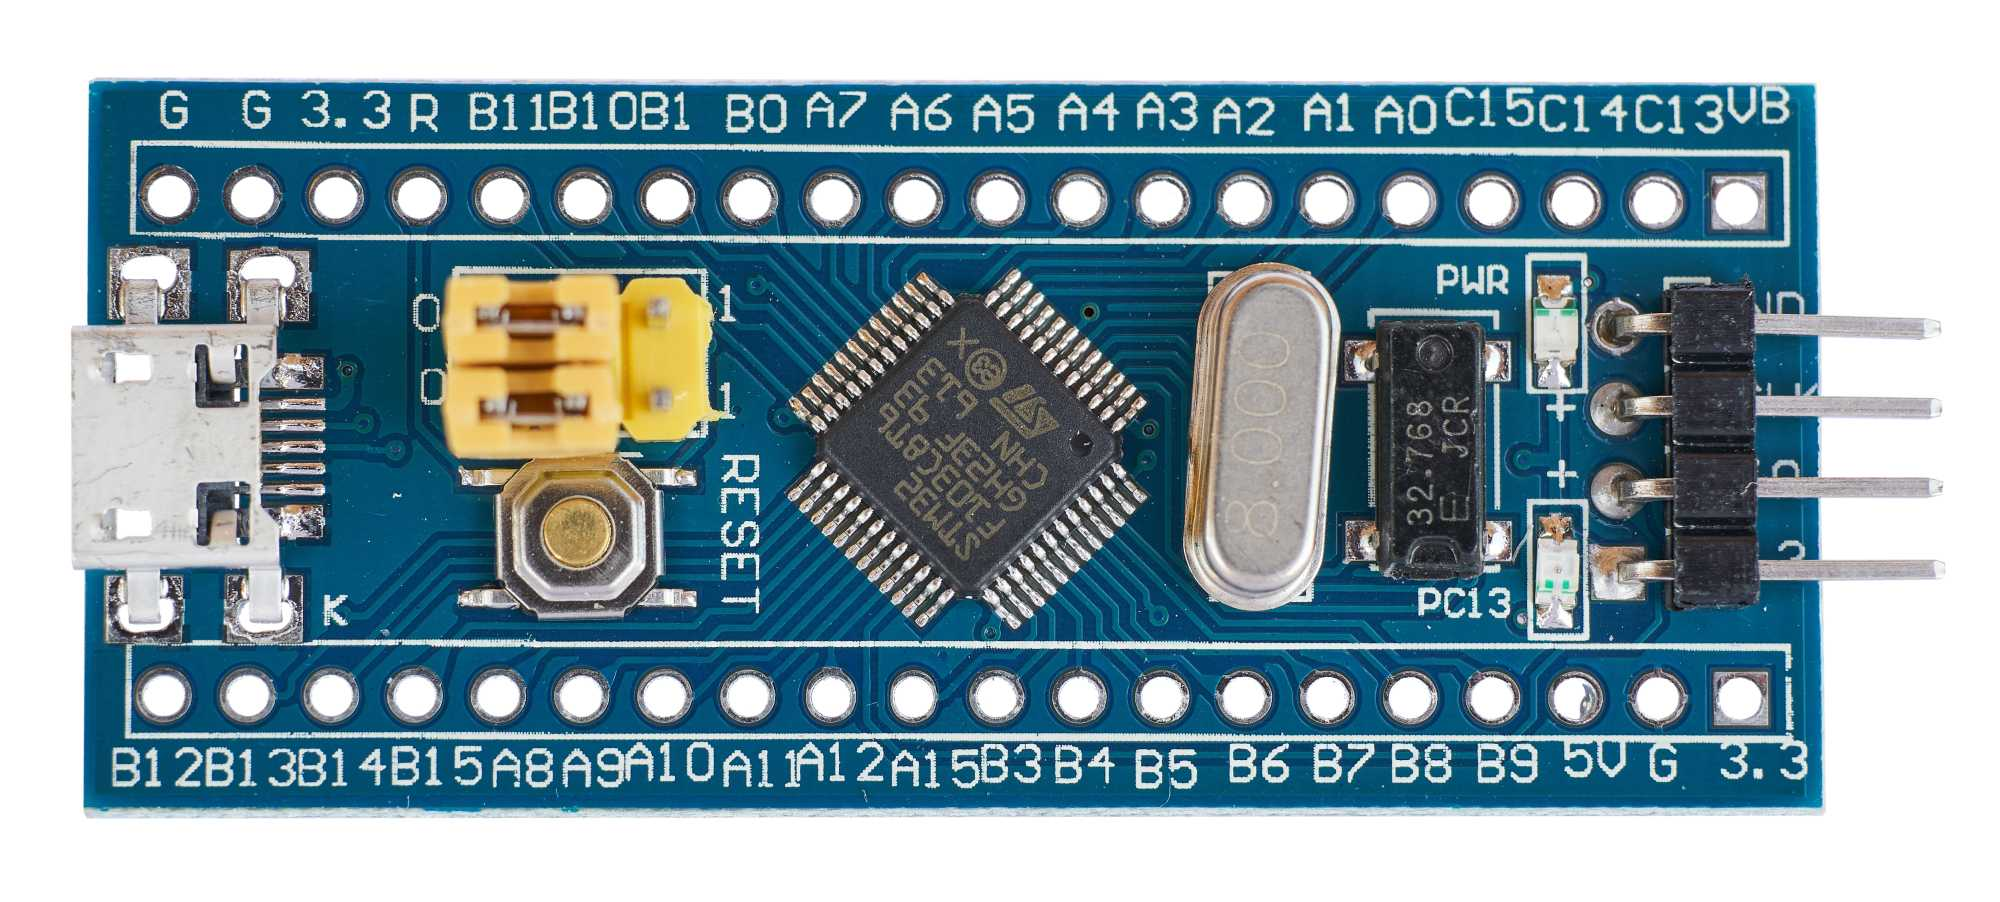 G G 3.3 R B11 B10 B1 B0 A7 A6 A5 A4 A3 A2 A1 A0 C15 C14 C13 VB
PWR
0 1
0 1
+
+
RESET
K
STM32
CHN
ST
X
8.000
32.768
E JCR
PC13
B12 B13 B14 B15 A8 A9 A10 A11 A12 A15 B3 B4 B5 B6 B7 B8 B9 5V G 3.3